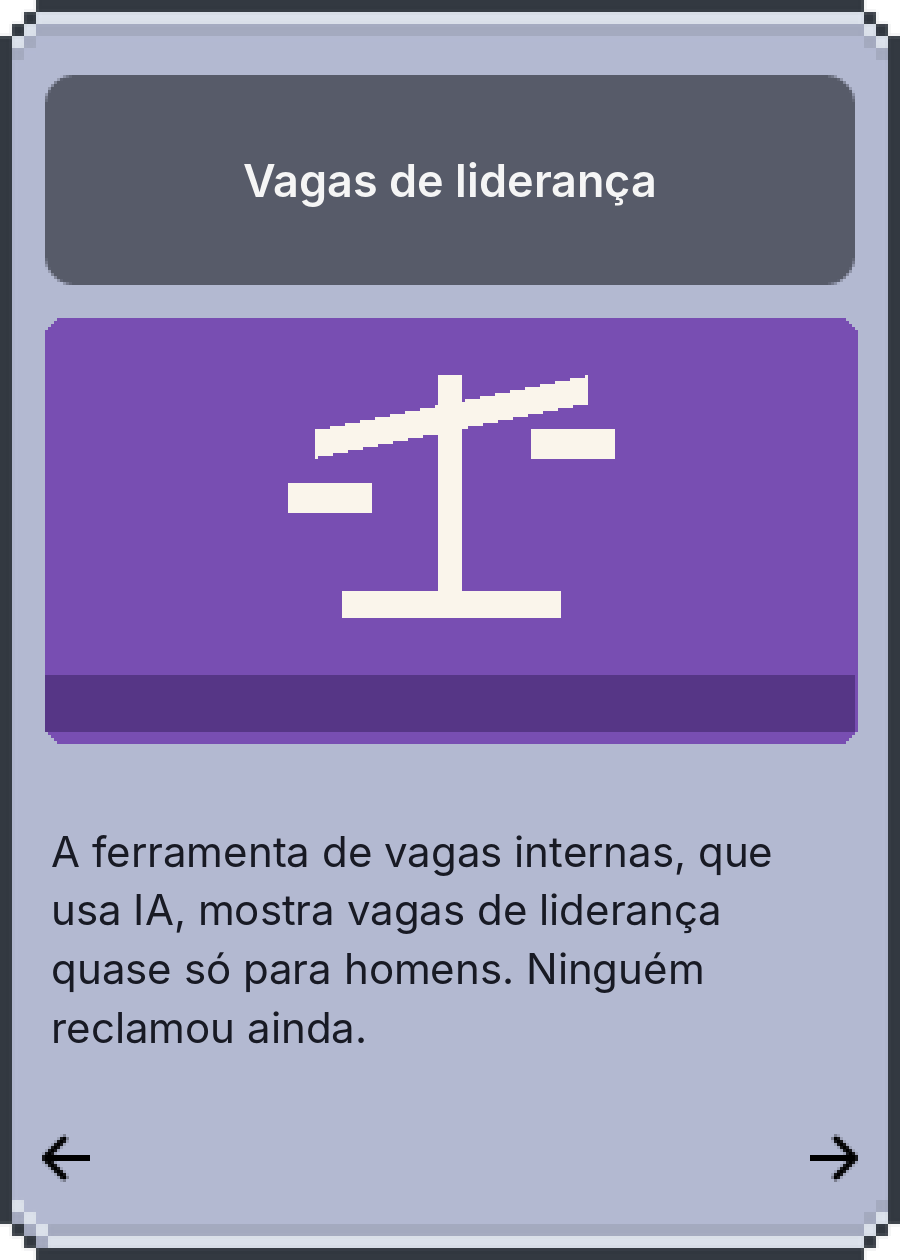 Vagas de liderança
A ferramenta de vagas internas, que
usa IA, mostra vagas de liderança
quase só para homens. Ninguém
reclamou ainda.